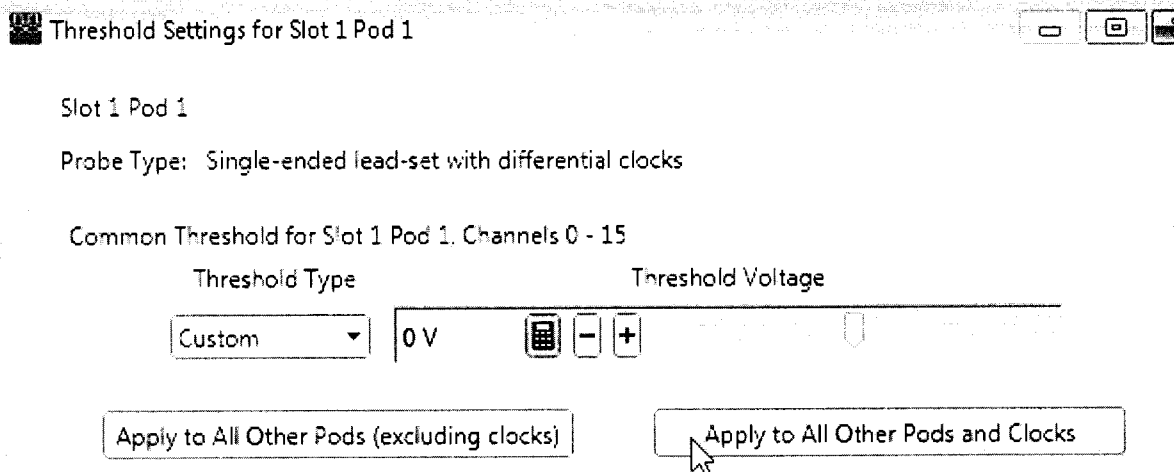 Threshold Settings for Slot 1 Pod 1
Slot 1 Pod 1
Probe Type: Single-ended lead-set with differential clocks
Common Threshold for Slot 1 Pod 1, Channels 0 - 15
Threshold Type Threshold Voltage
Custom 0 V - +
Apply to All Other Pods (excluding clocks) Apply to All Other Pods and Clocks